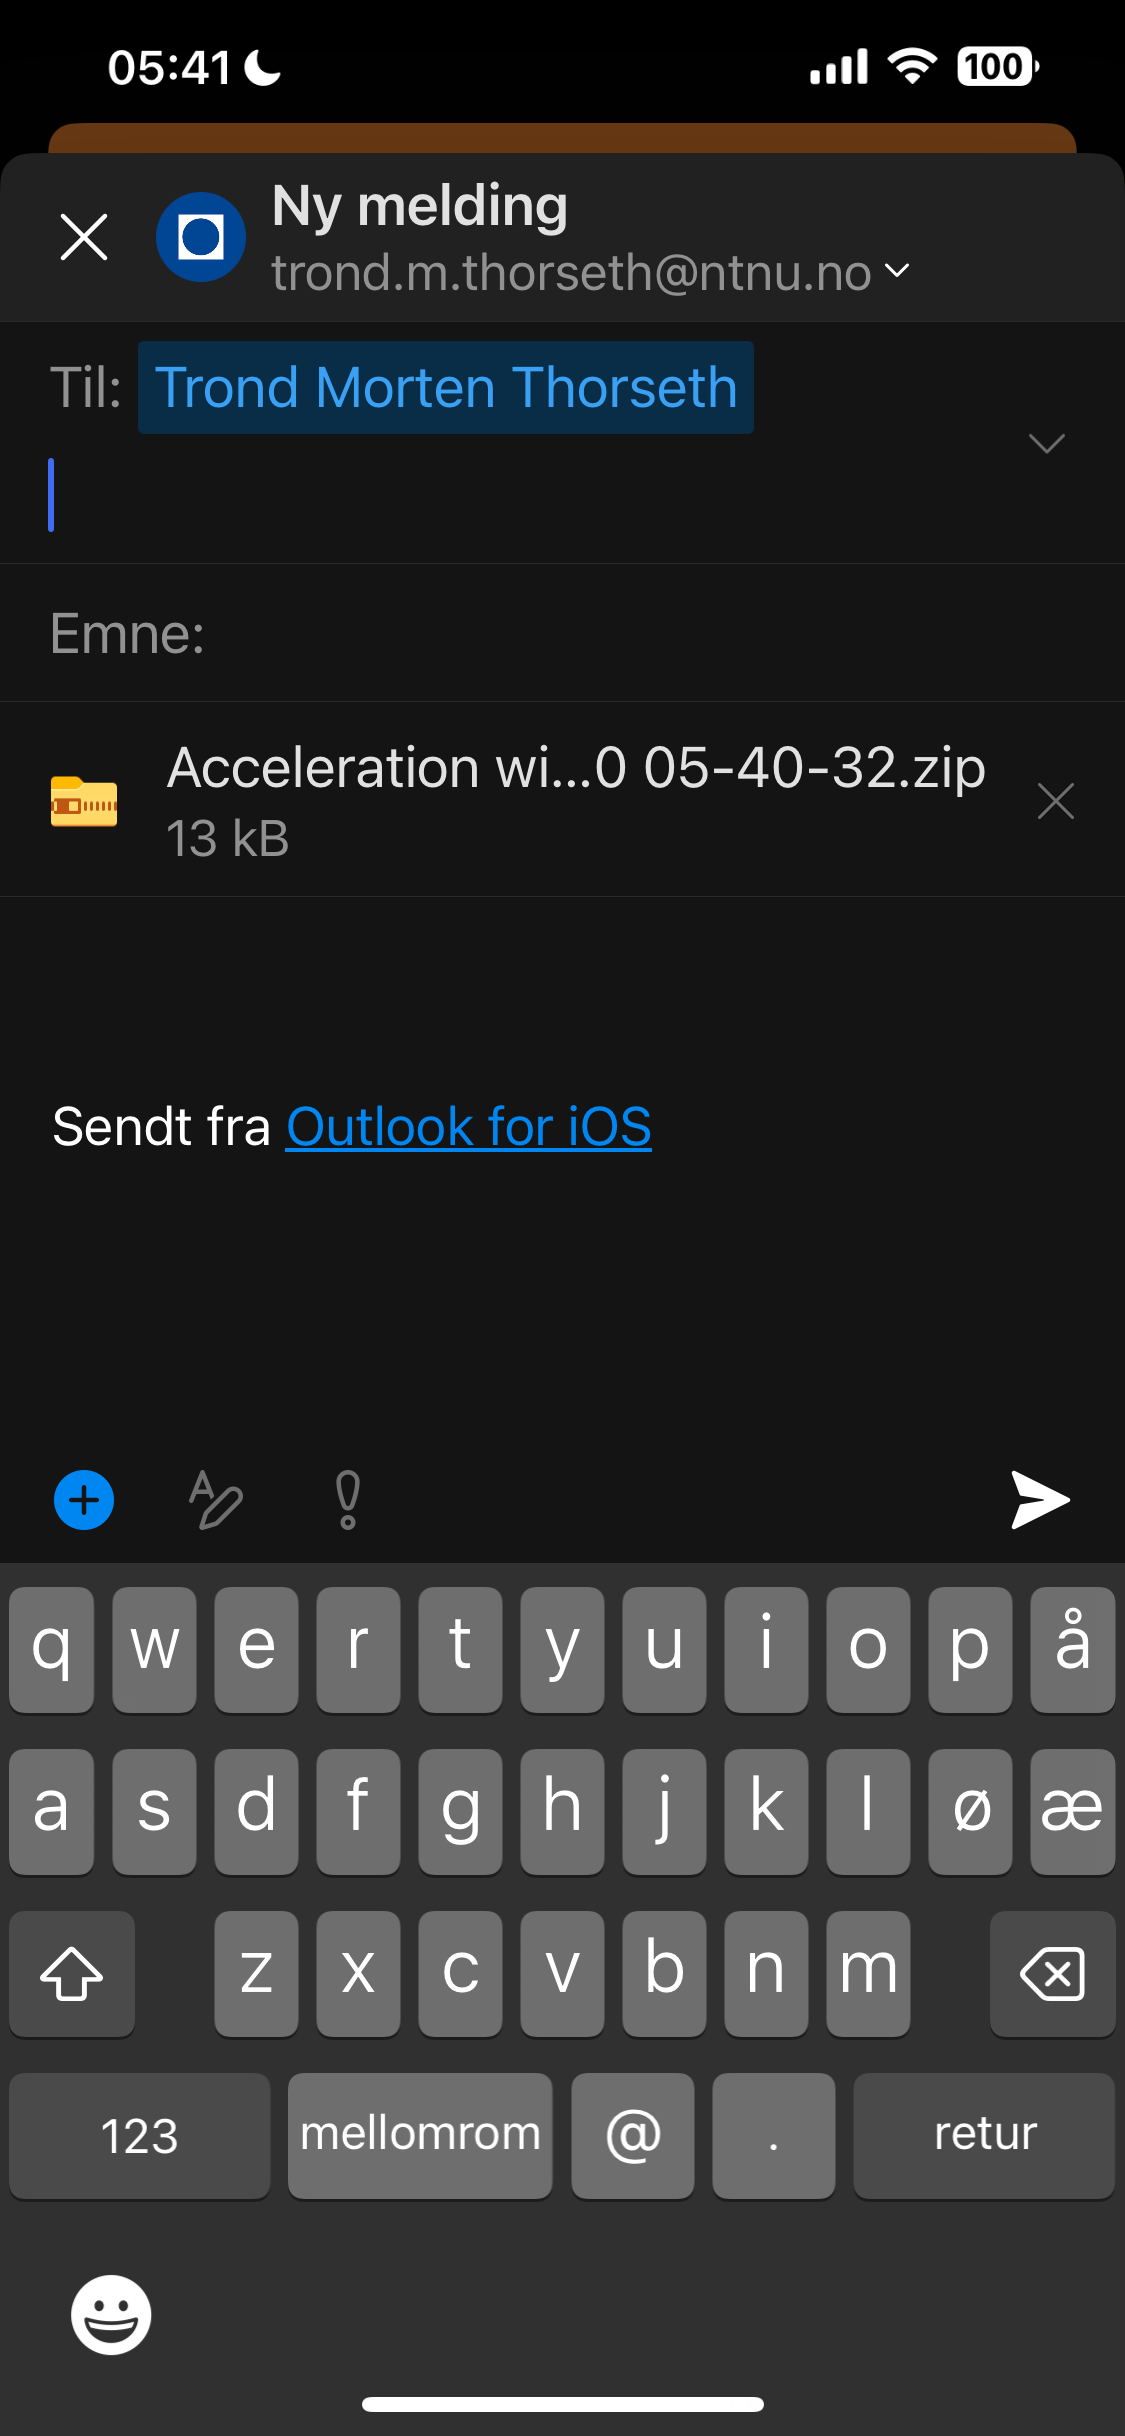 05:41
100
Ny melding
trond.m.thorseth@ntnu.no
Til: Trond Morten Thorseth
Emne:
Acceleration wi...0 05-40-32.zip
13 kB
Sendt fra Outlook for iOS
q w e r t y u i o p å
a s d f g h j k l ø æ
z x c v b n m
123 mellomrom @ . retur